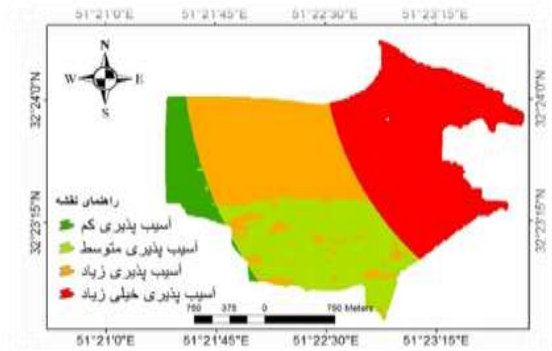 51°21'0"E 51°21'45"E 51°22'30"E 51°23'15"E
N
W E
S
32°24'0"N 32°24'0"N
32°23'15"N 32°23'15"N
راهنمای نقشه
آسیب پذیری کم
آسیب پذیری متوسط
آسیب پذیری زیاد
آسیب پذیری خیلی زیاد
750 375 0 750 Meters
51°21'0"E 51°21'45"E 51°22'30"E 51°23'15"E